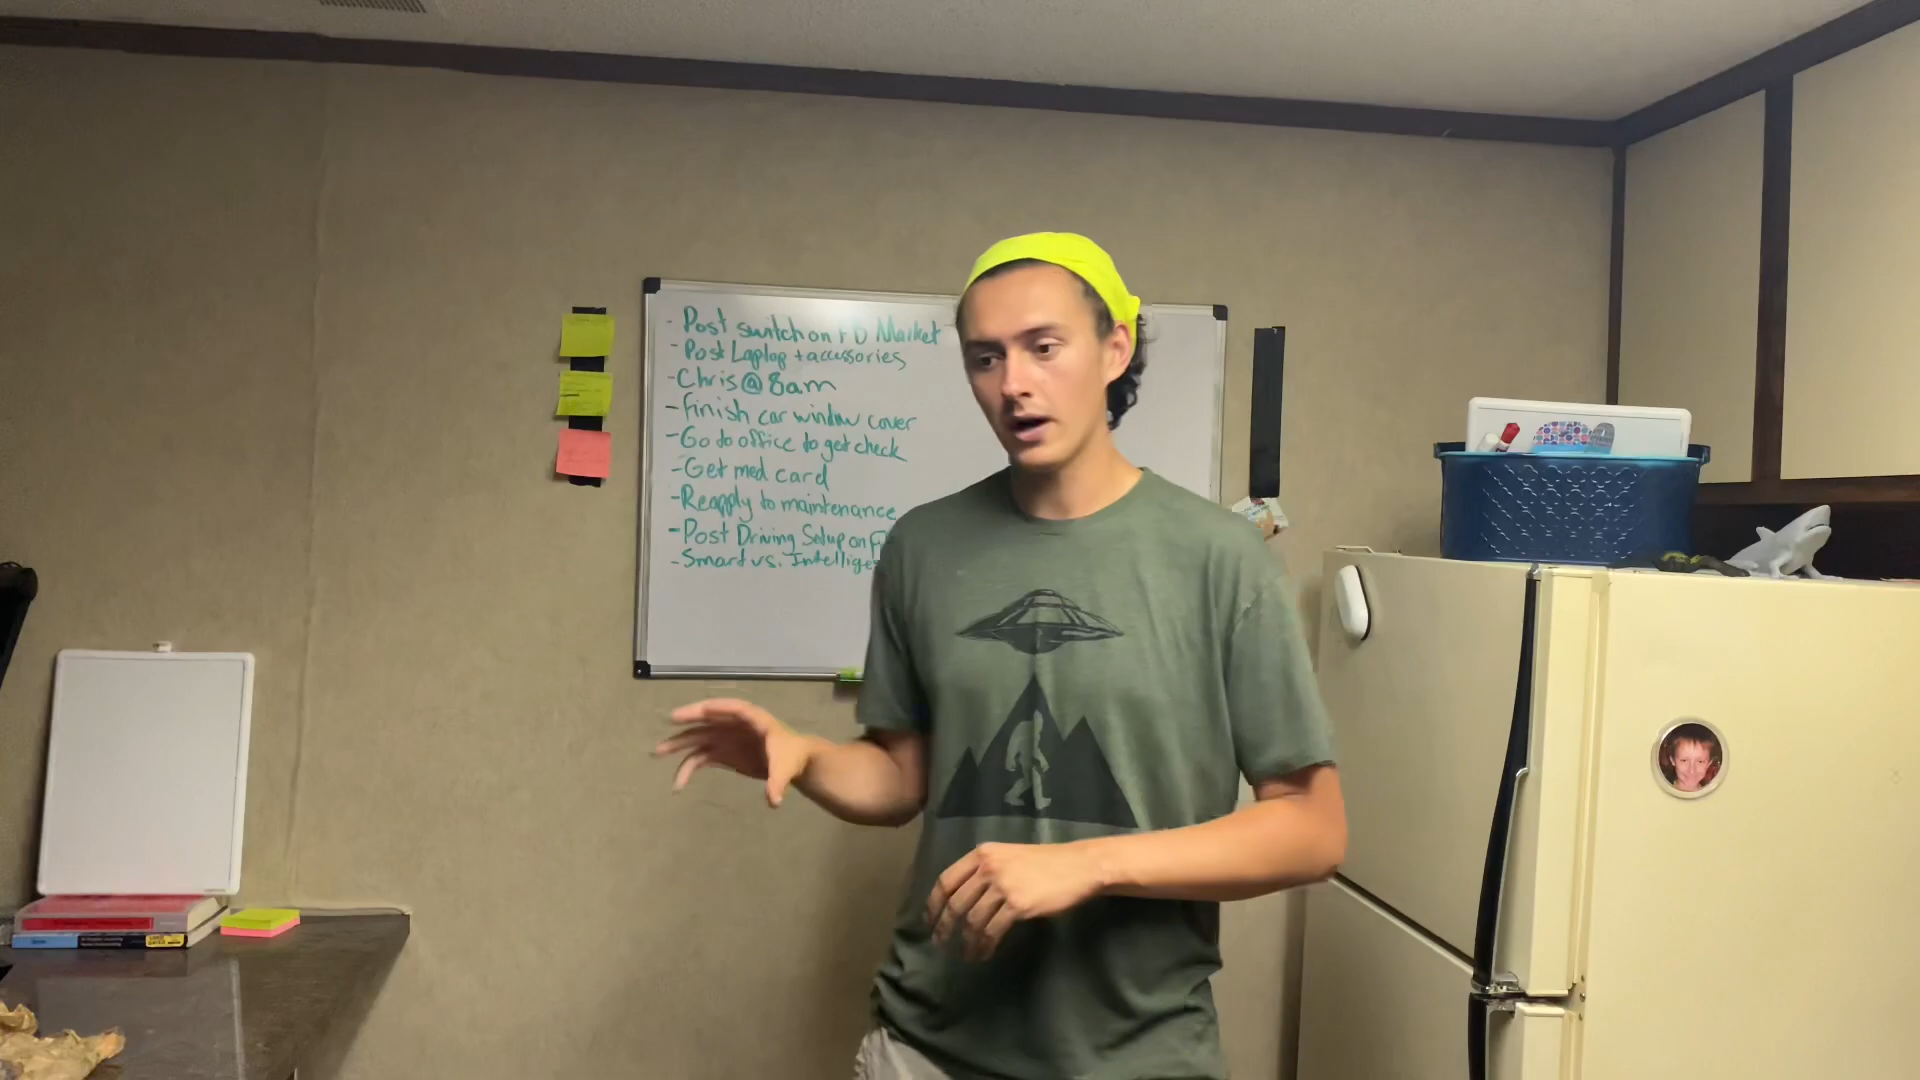 - Post switch on FB Market
- Post Laptop + accessories
- Chris @ 8am
- finish car window cover
- Go to office to get check
- Get med card
- Reapply to maintenance
- Post Driving Setup on
- Smart vs. Intellige